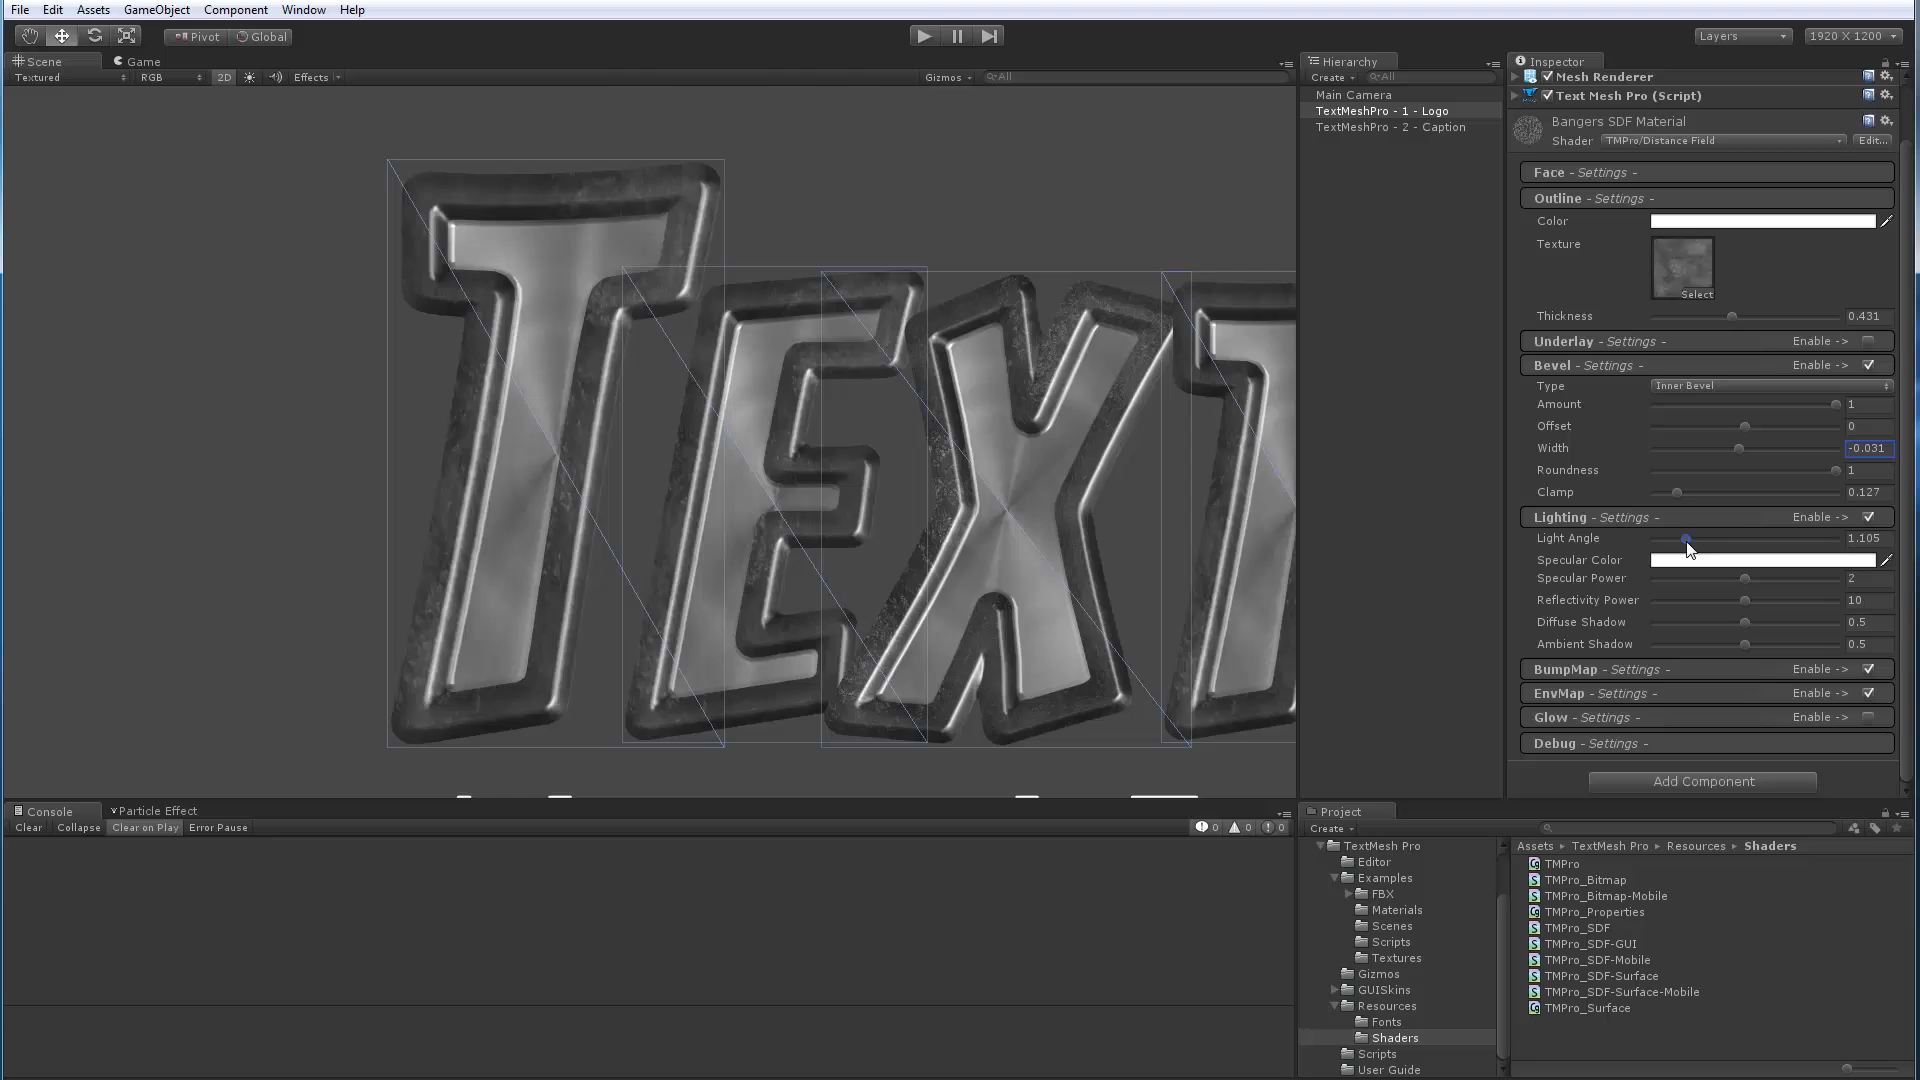 File Edit Assets GameObject Component Window Help
Pivot Global Layers 1920 X 1200
Scene Game
Textured RGB 2D Effects Gizmos All
TEXT
Console Particle Effect
Clear Collapse Clear on Play Error Pause 0 0 0
Hierarchy
Create All
Main Camera
TextMeshPro - 1 - Logo
TextMeshPro - 2 - Caption
Inspector
Mesh Renderer
Text Mesh Pro (Script)
Bangers SDF Material
Shader TMPro/Distance Field Edit...
Face - Settings -
Outline - Settings -
Color
Texture
Select
Thickness 0.431
Underlay - Settings - Enable ->
Bevel - Settings - Enable ->
Type Inner Bevel
Amount 1
Offset 0
Width -0.031
Roundness 1
Clamp 0.127
Lighting - Settings - Enable ->
Light Angle 1.105
Specular Color
Specular Power 2
Reflectivity Power 10
Diffuse Shadow 0.5
Ambient Shadow 0.5
BumpMap - Settings - Enable ->
EnvMap - Settings - Enable ->
Glow - Settings - Enable ->
Debug - Settings -
Add Component
Project
Create
TextMesh Pro
Editor
Examples
FBX
Materials
Scenes
Scripts
Textures
Gizmos
GUISkins
Resources
Fonts
Shaders
Scripts
User Guide
Assets ▸ TextMesh Pro ▸ Resources ▸ Shaders
TMPro
TMPro_Bitmap
TMPro_Bitmap-Mobile
TMPro_Properties
TMPro_SDF
TMPro_SDF-GUI
TMPro_SDF-Mobile
TMPro_SDF-Surface
TMPro_SDF-Surface-Mobile
TMPro_Surface